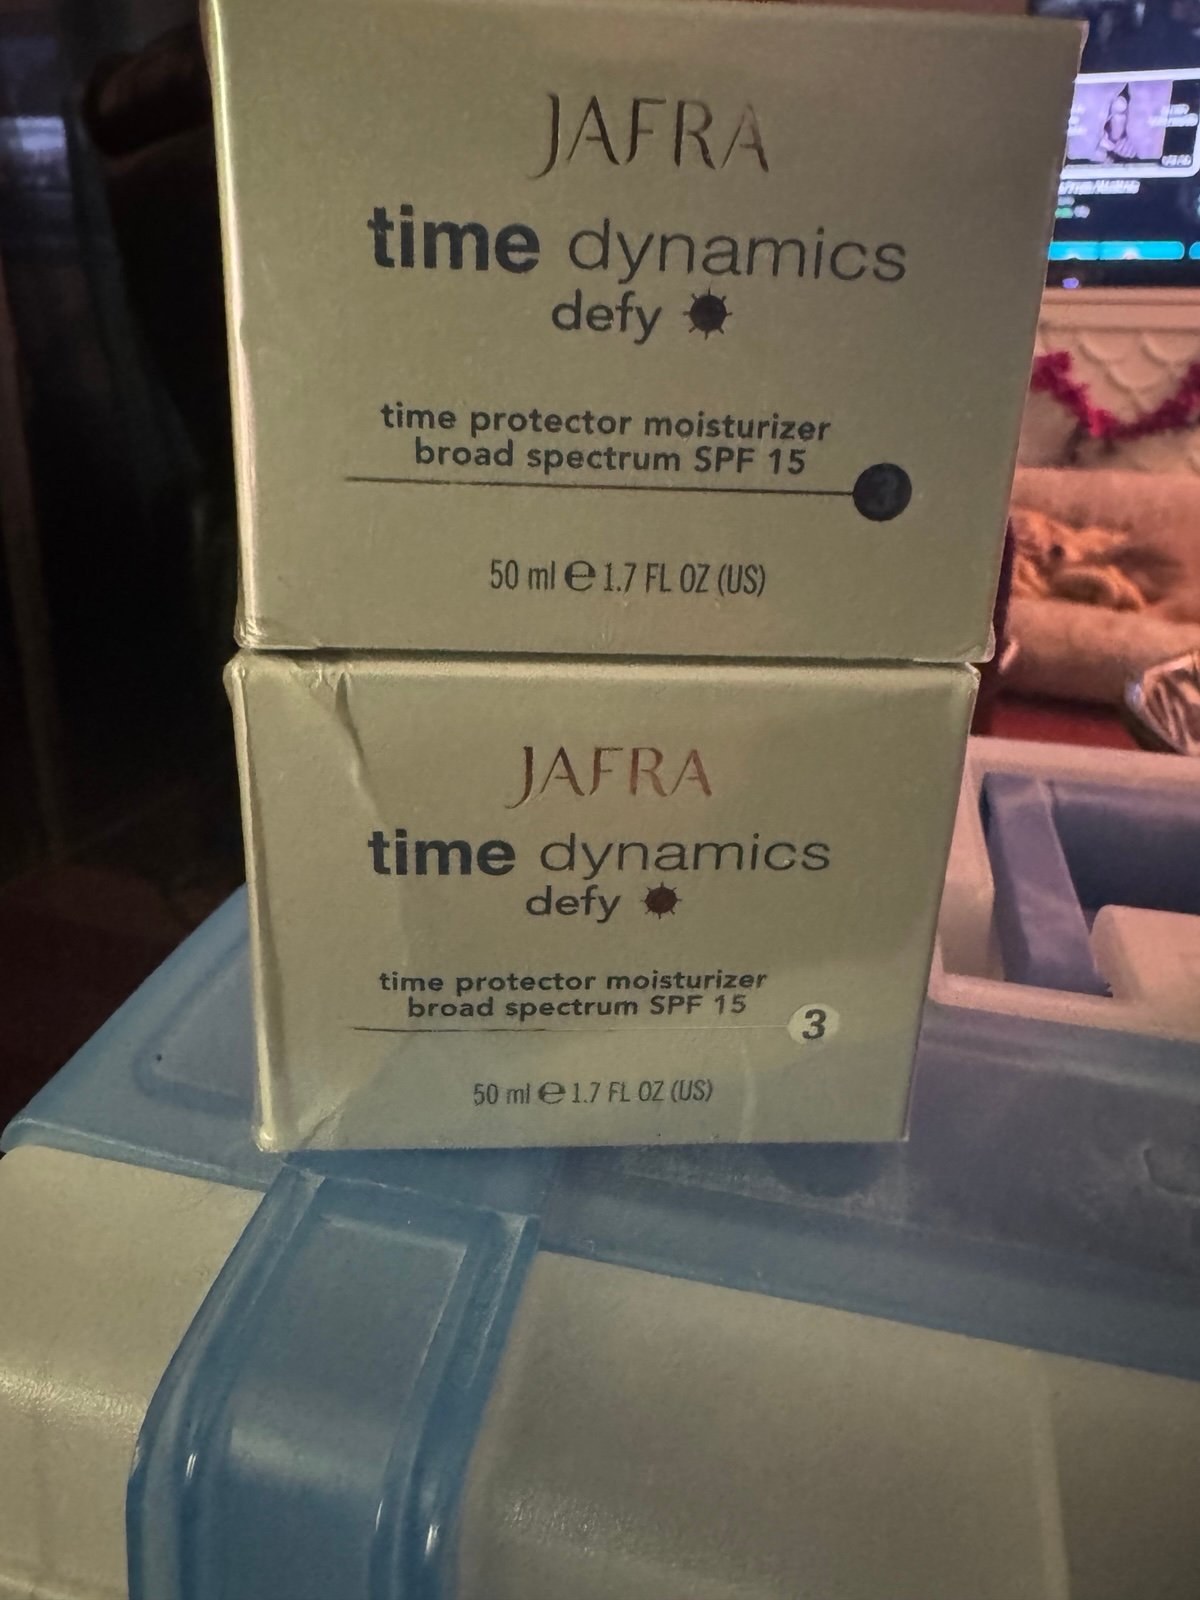 JAFRA
time dynamics
defy
time protector moisturizer
broad spectrum SPF 15
3
50 ml e 1.7 FL OZ (US)
JAFRA
time dynamics
defy
time protector moisturizer
broad spectrum SPF 15
3
50 ml e 1.7 FL OZ (US)